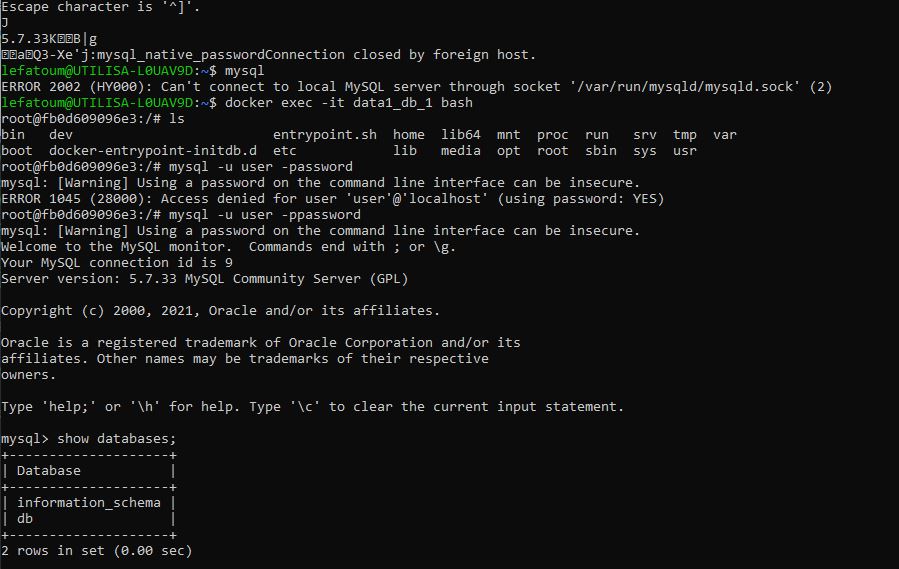 Escape character is '^]'.
J
5.7.33K B|g
a Q3-Xe'j:mysql_native_passwordConnection closed by foreign host.
lefatoum@UTILISA-L0UAV9D:~$ mysql
ERROR 2002 (HY000): Can't connect to local MySQL server through socket '/var/run/mysqld/mysqld.sock' (2)
lefatoum@UTILISA-L0UAV9D:~$ docker exec -it data1_db_1 bash
root@fb0d609096e3:/# ls
bin dev entrypoint.sh home lib64 mnt proc run srv tmp var
boot docker-entrypoint-initdb.d etc lib media opt root sbin sys usr
root@fb0d609096e3:/# mysql -u user -password
mysql: [Warning] Using a password on the command line interface can be insecure.
ERROR 1045 (28000): Access denied for user 'user'@'localhost' (using password: YES)
root@fb0d609096e3:/# mysql -u user -ppassword
mysql: [Warning] Using a password on the command line interface can be insecure.
Welcome to the MySQL monitor.  Commands end with ; or \g.
Your MySQL connection id is 9
Server version: 5.7.33 MySQL Community Server (GPL)
Copyright (c) 2000, 2021, Oracle and/or its affiliates.
Oracle is a registered trademark of Oracle Corporation and/or its
affiliates. Other names may be trademarks of their respective
owners.
Type 'help;' or '\h' for help. Type '\c' to clear the current input statement.
mysql> show databases;
+--------------------+
| Database           |
+--------------------+
| information_schema |
| db                 |
+--------------------+
2 rows in set (0.00 sec)